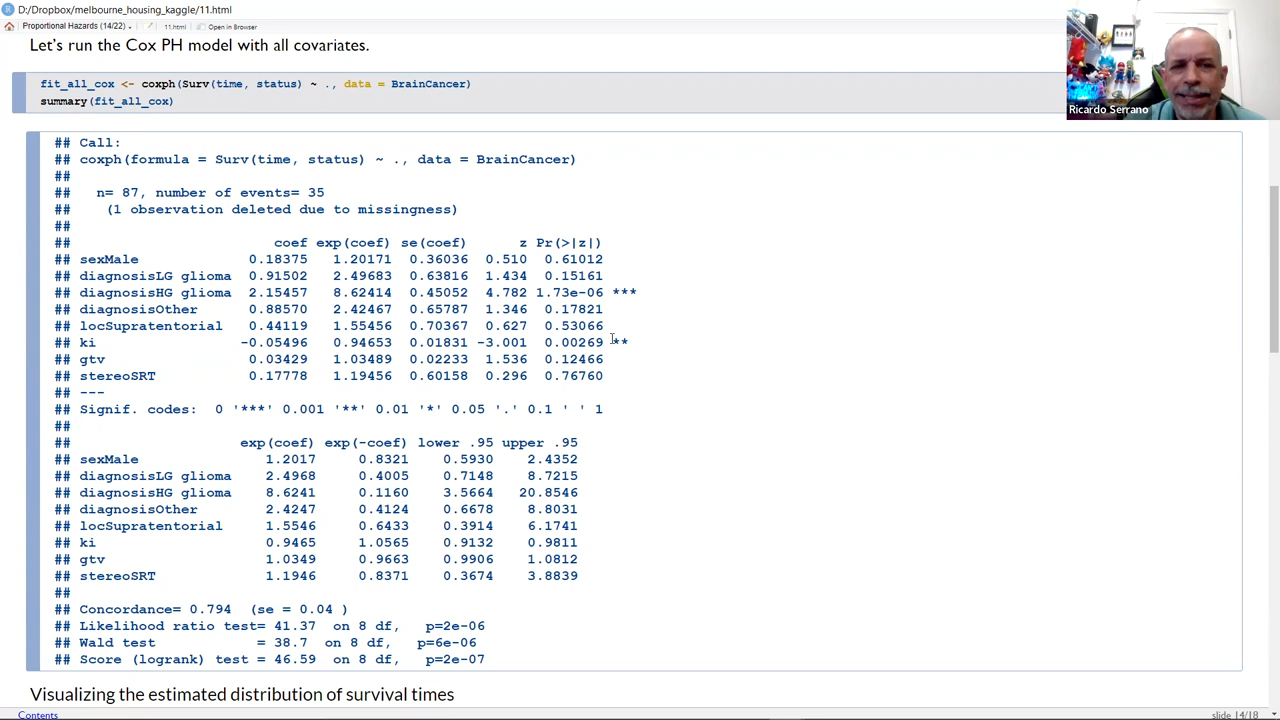 D:/Dropbox/melbourne_housing_kaggle/11.html
Proportional Hazards (14/22)
11.html
Open in Browser
Let's run the Cox PH model with all covariates.
fit_all_cox <- coxph(Surv(time, status) ~ ., data = BrainCancer)
summary(fit_all_cox)
Ricardo Serrano
## Call:
## coxph(formula = Surv(time, status) ~ ., data = BrainCancer)
##
## n= 87, number of events= 35
## (1 observation deleted due to missingness)
##
## coef exp(coef) se(coef) z Pr(>|z|)
## sexMale 0.18375 1.20171 0.36036 0.510 0.61012
## diagnosisLG glioma 0.91502 2.49683 0.63816 1.434 0.15161
## diagnosisHG glioma 2.15457 8.62414 0.45052 4.782 1.73e-06 ***
## diagnosisOther 0.88570 2.42467 0.65787 1.346 0.17821
## locSupratentorial 0.44119 1.55456 0.70367 0.627 0.53066
## ki -0.05496 0.94653 0.01831 -3.001 0.00269 **
## gtv 0.03429 1.03489 0.02233 1.536 0.12466
## stereoSRT 0.17778 1.19456 0.60158 0.296 0.76760
## ---
## Signif. codes: 0 '***' 0.001 '**' 0.01 '*' 0.05 '.' 0.1 ' ' 1
##
## exp(coef) exp(-coef) lower .95 upper .95
## sexMale 1.2017 0.8321 0.5930 2.4352
## diagnosisLG glioma 2.4968 0.4005 0.7148 8.7215
## diagnosisHG glioma 8.6241 0.1160 3.5664 20.8546
## diagnosisOther 2.4247 0.4124 0.6678 8.8031
## locSupratentorial 1.5546 0.6433 0.3914 6.1741
## ki 0.9465 1.0565 0.9132 0.9811
## gtv 1.0349 0.9663 0.9906 1.0812
## stereoSRT 1.1946 0.8371 0.3674 3.8839
##
## Concordance= 0.794 (se = 0.04 )
## Likelihood ratio test= 41.37 on 8 df, p=2e-06
## Wald test = 38.7 on 8 df, p=6e-06
## Score (logrank) test = 46.59 on 8 df, p=2e-07
Visualizing the estimated distribution of survival times
Contents
slide 14/18